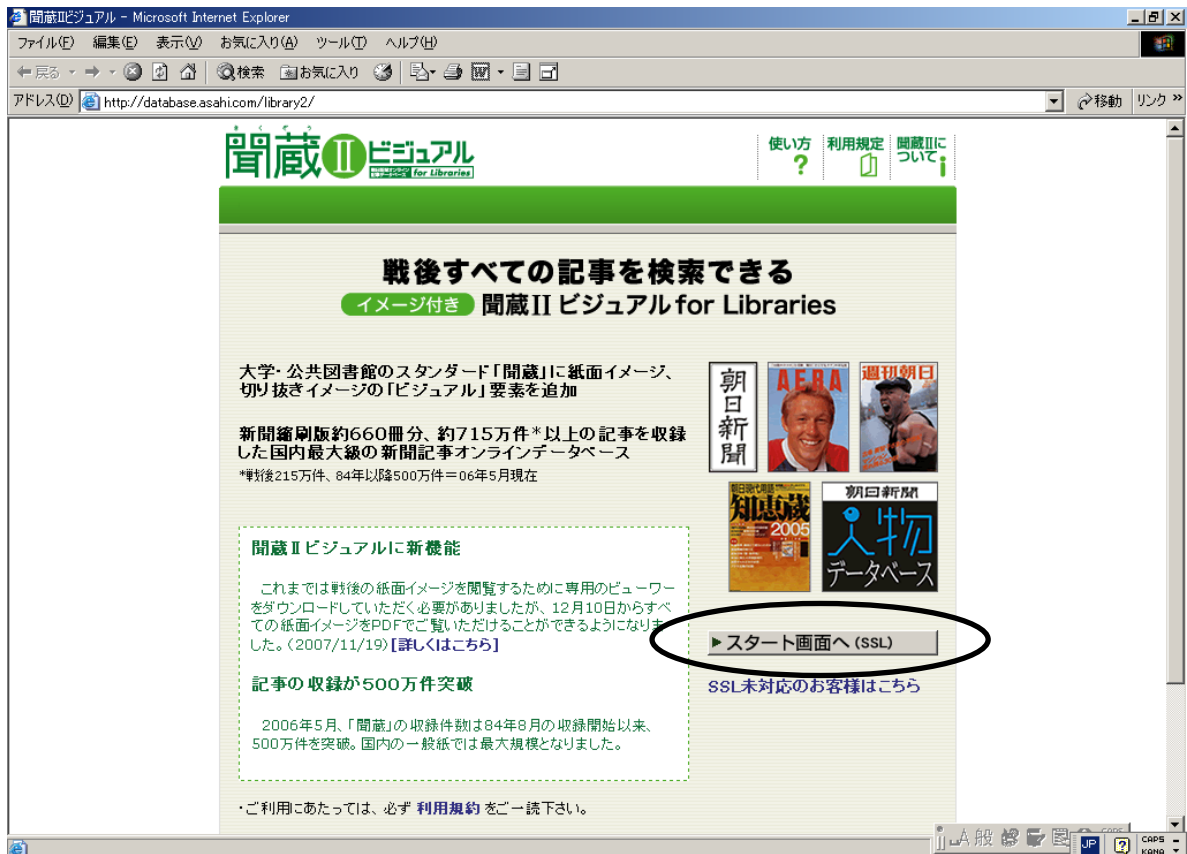 聞蔵Ⅱビジュアル - Microsoft Internet Explorer
ファイル(F) 編集(E) 表示(V) お気に入り(A) ツール(T) ヘルプ(H)
戻る 検索 お気に入り
アドレス(D) http://database.asahi.com/library2/ 移動 リンク »
きくぞう
聞蔵Ⅱビジュアル
for Libraries
使い方 ?
利用規定
聞蔵Ⅱについて
戦後すべての記事を検索できる
イメージ付き 聞蔵Ⅱ ビジュアル for Libraries
大学・公共図書館のスタンダード「聞蔵」に紙面イメージ、
切り抜きイメージの「ビジュアル」要素を追加
新聞縮刷版約660冊分、約715万件*以上の記事を収録
した国内最大級の新聞記事オンラインデータベース
*戦後215万件、84年以降500万件=06年5月現在
朝日新聞
AERA
週刊朝日
朝日現代用語
知恵蔵
2005
朝日新聞
人物
データベース
聞蔵Ⅱビジュアルに新機能
これまでは戦後の紙面イメージを閲覧するために専用のビューワー
をダウンロードしていただく必要がありましたが、12月10日からすべ
ての紙面イメージをPDFでご覧いただけることができるようになりま
した。(2007/11/19)[詳しくはこちら]
記事の収録が500万件突破
2006年5月、「聞蔵」の収録件数は84年8月の収録開始以来、
500万件を突破。国内の一般紙では最大規模となりました。
スタート画面へ (SSL)
SSL未対応のお客様はこちら
・ご利用にあたっては、必ず 利用規約 をご一読下さい。
A 般
JP
CAPS
KANA